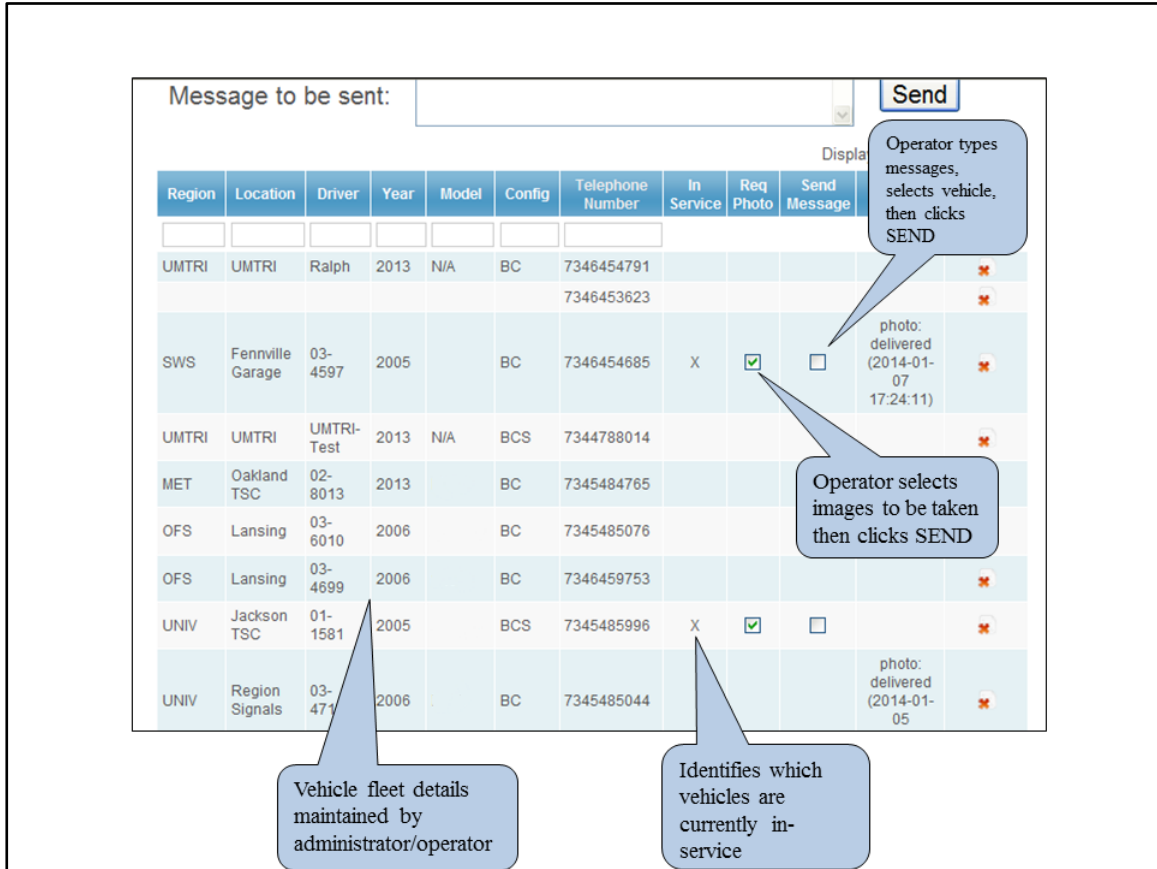 Message to be sent:
Send
Displa
Operator types
messages,
selects vehicle,
then clicks
SEND
Region Location Driver Year Model Config Telephone Number In Service Req Photo Send Message
UMTRI UMTRI Ralph 2013 N/A BC 7346454791
7346453623
SWS Fennville Garage 03-4597 2005 BC 7346454685 X photo: delivered (2014-01-07 17:24:11)
UMTRI UMTRI UMTRI-Test 2013 N/A BCS 7344788014
MET Oakland TSC 02-8013 2013 BC 7345484765
OFS Lansing 03-6010 2006 BC 7345485076
OFS Lansing 03-4699 2006 BC 7346459753
UNIV Jackson TSC 01-1581 2005 BCS 7345485996 X
UNIV Region Signals 03-471 2006 BC 7345485044 photo: delivered (2014-01-05
Operator selects
images to be taken
then clicks SEND
Vehicle fleet details
maintained by
administrator/operator
Identifies which
vehicles are
currently in-
service